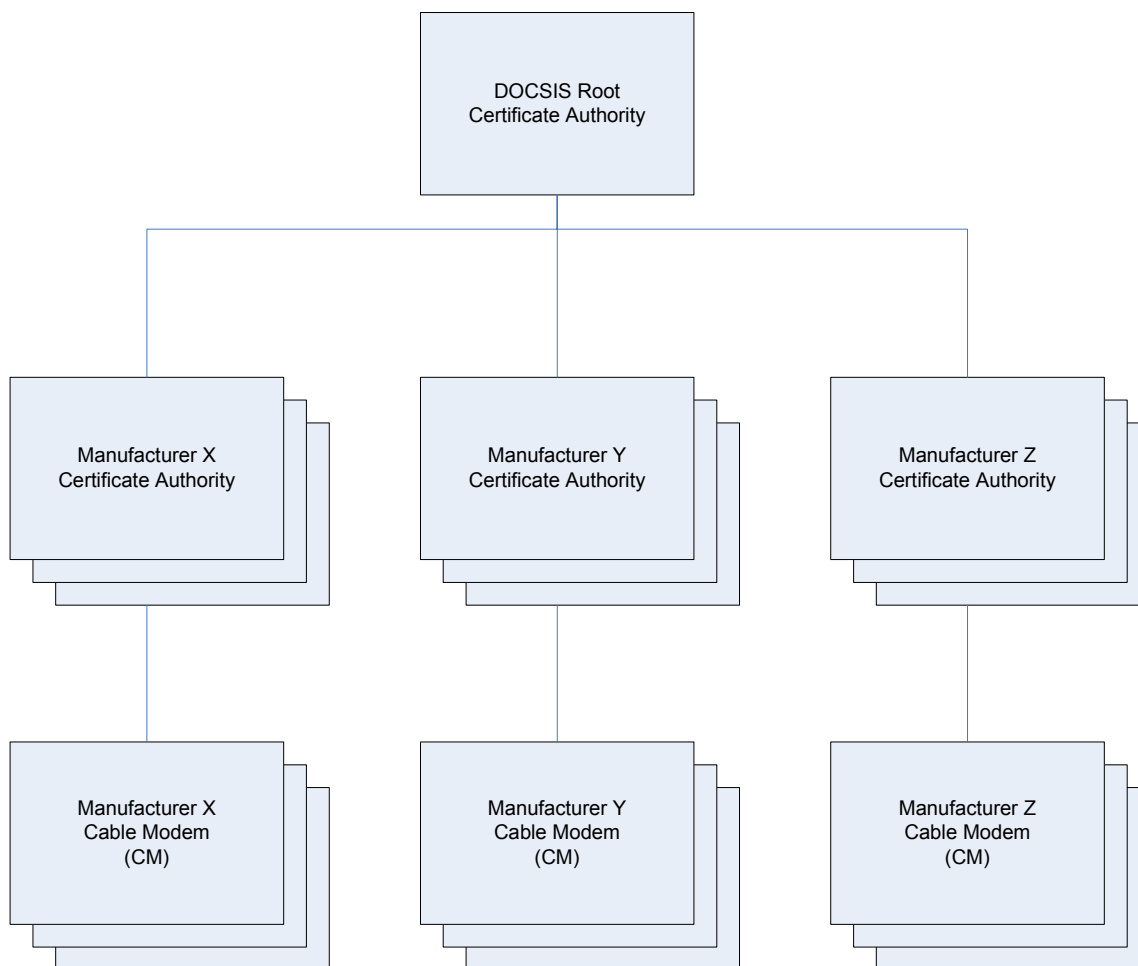 DOCSIS Root
Certificate Authority
Manufacturer X
Certificate Authority
Manufacturer Y
Certificate Authority
Manufacturer Z
Certificate Authority
Manufacturer X
Cable Modem
(CM)
Manufacturer Y
Cable Modem
(CM)
Manufacturer Z
Cable Modem
(CM)